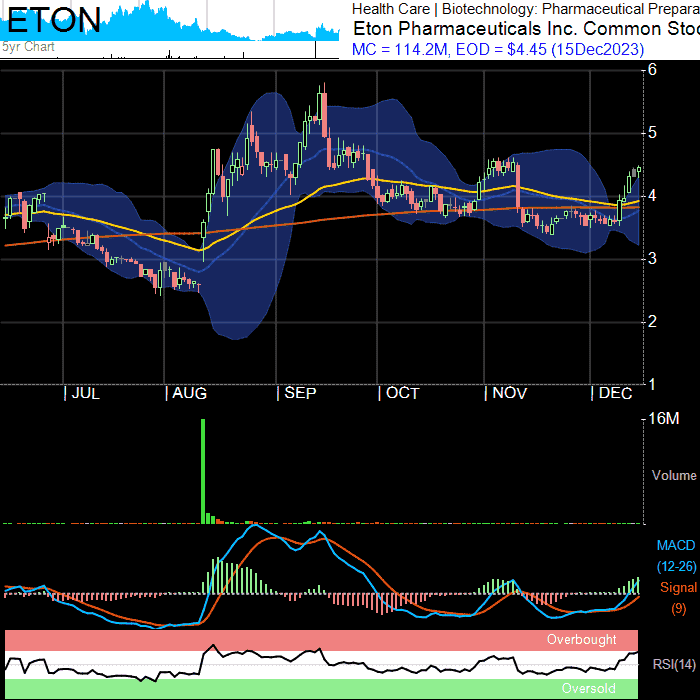 ETON
5yr Chart
Health Care | Biotechnology: Pharmaceutical Prepara
Eton Pharmaceuticals Inc. Common Stoc
MC = 114.2M, EOD = $4.45 (15Dec2023)
6
5
4
3
2
1
| JUL | AUG | SEP | OCT | NOV | DEC
16M
Volume
MACD
(12-26)
Signal
(9)
Overbought
RSI(14)
Oversold